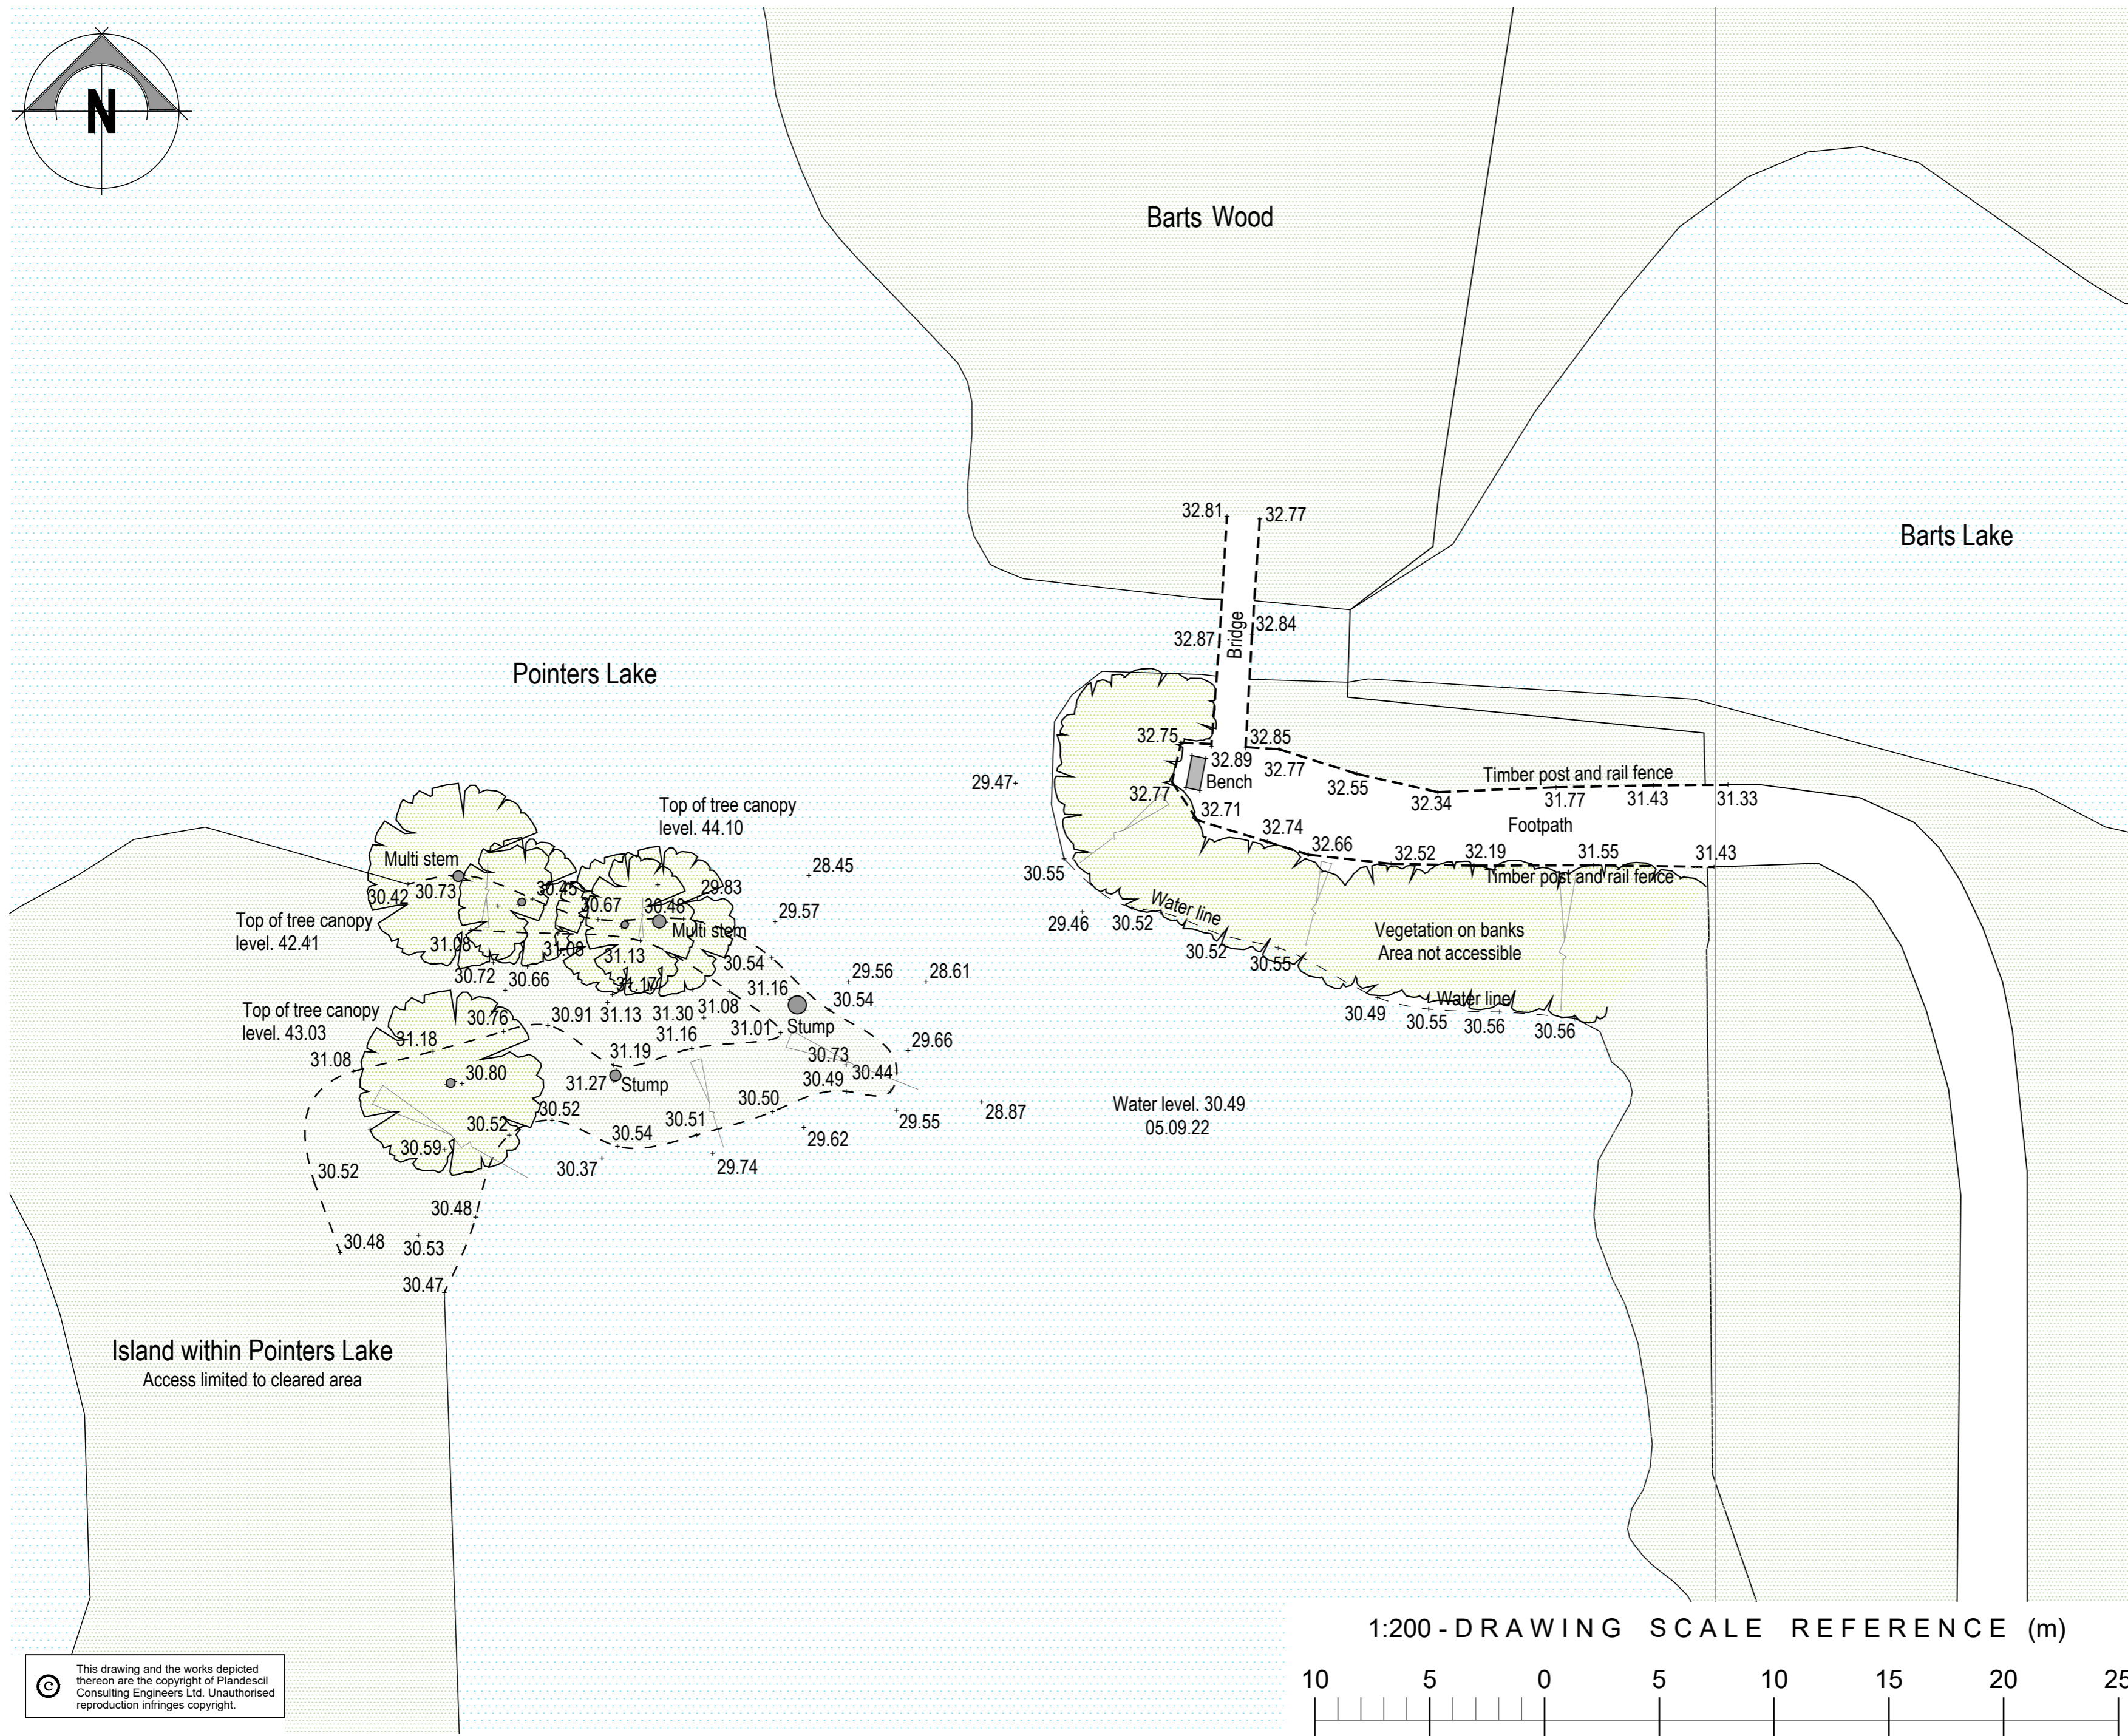 N
Barts Wood
Barts Lake
32.81
32.77
32.87
Bridge
32.84
Pointers Lake
32.75
32.85
32.89
32.77
Bench
29.47
32.77
32.55
Timber post and rail fence
32.34
31.77
31.43
31.33
32.71
Top of tree canopy
level. 44.10
32.74
Footpath
32.66
32.52
32.19
31.55
31.43
Timber post and rail fence
Multi stem
28.45
30.55
30.42
30.73
30.45
29.83
30.67
30.48
29.57
Water line
29.46
30.52
Top of tree canopy
level. 42.41
Multi stem
31.08
31.08
31.13
30.52
30.55
Vegetation on banks
Area not accessible
30.54
30.72
30.66
31.17
31.16
29.56
28.61
30.54
Water line
Top of tree canopy
level. 43.03
30.76
30.91
31.13
31.30
31.08
31.16
31.01
Stump
30.49
30.55
30.56
30.56
31.18
31.08
31.19
30.73
29.66
30.80
31.27
Stump
30.49
30.44
30.52
30.50
28.87
Water level. 30.49
05.09.22
30.52
30.54
30.51
29.55
29.62
30.59
30.37
29.74
30.52
30.48
30.48
30.53
30.47
Island within Pointers Lake
Access limited to cleared area
1:200 - DRAWING SCALE REFERENCE (m)
10 5 0 5 10 15 20 25
©
This drawing and the works depicted
thereon are the copyright of Plandescil
Consulting Engineers Ltd. Unauthorised
reproduction infringes copyright.